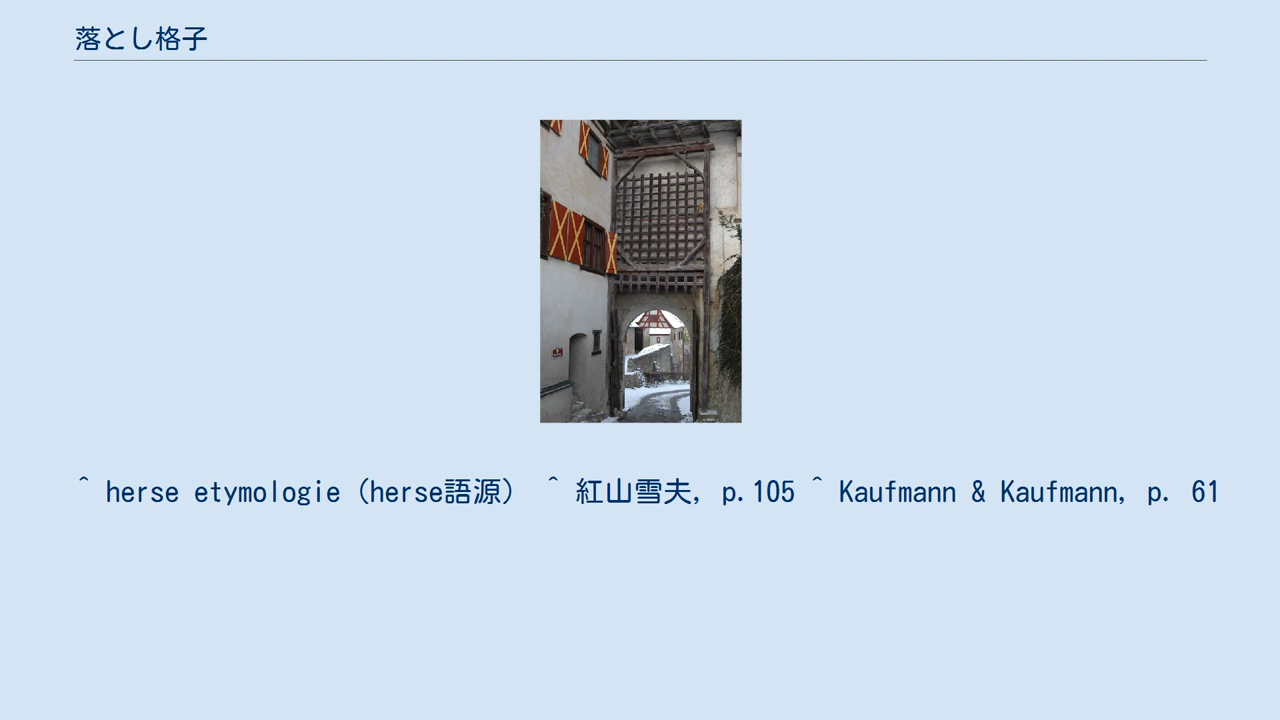 落とし格子
^ herse etymologie（herse語源） ^ 紅山雪夫, p.105 ^ Kaufmann & Kaufmann, p. 61